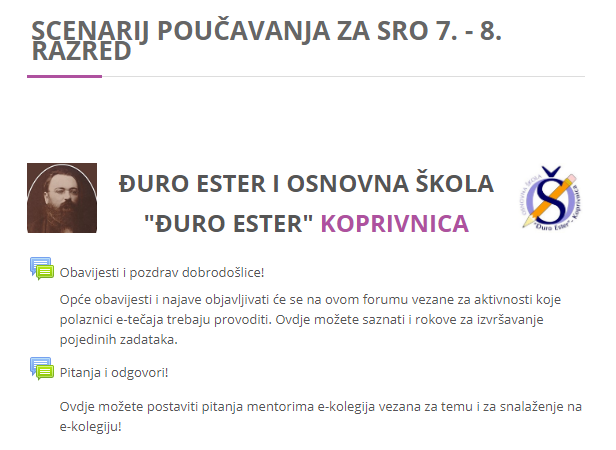 SCENARIJ POUČAVANJA ZA SRO 7. - 8.
RAZRED
ĐURO ESTER I OSNOVNA ŠKOLA
"ĐURO ESTER" KOPRIVNICA
OSNOVNA ŠKOLA
Š
"Đuro Ester" - Koprivnica
Obavijesti i pozdrav dobrodošlice!
Opće obavijesti i najave objavljivati će se na ovom forumu vezane za aktivnosti koje
polaznici e-tečaja trebaju provoditi. Ovdje možete saznati i rokove za izvršavanje
pojedinih zadataka.
Pitanja i odgovori!
Ovdje možete postaviti pitanja mentorima e-kolegija vezana za temu i za snalaženje na
e-kolegiju!